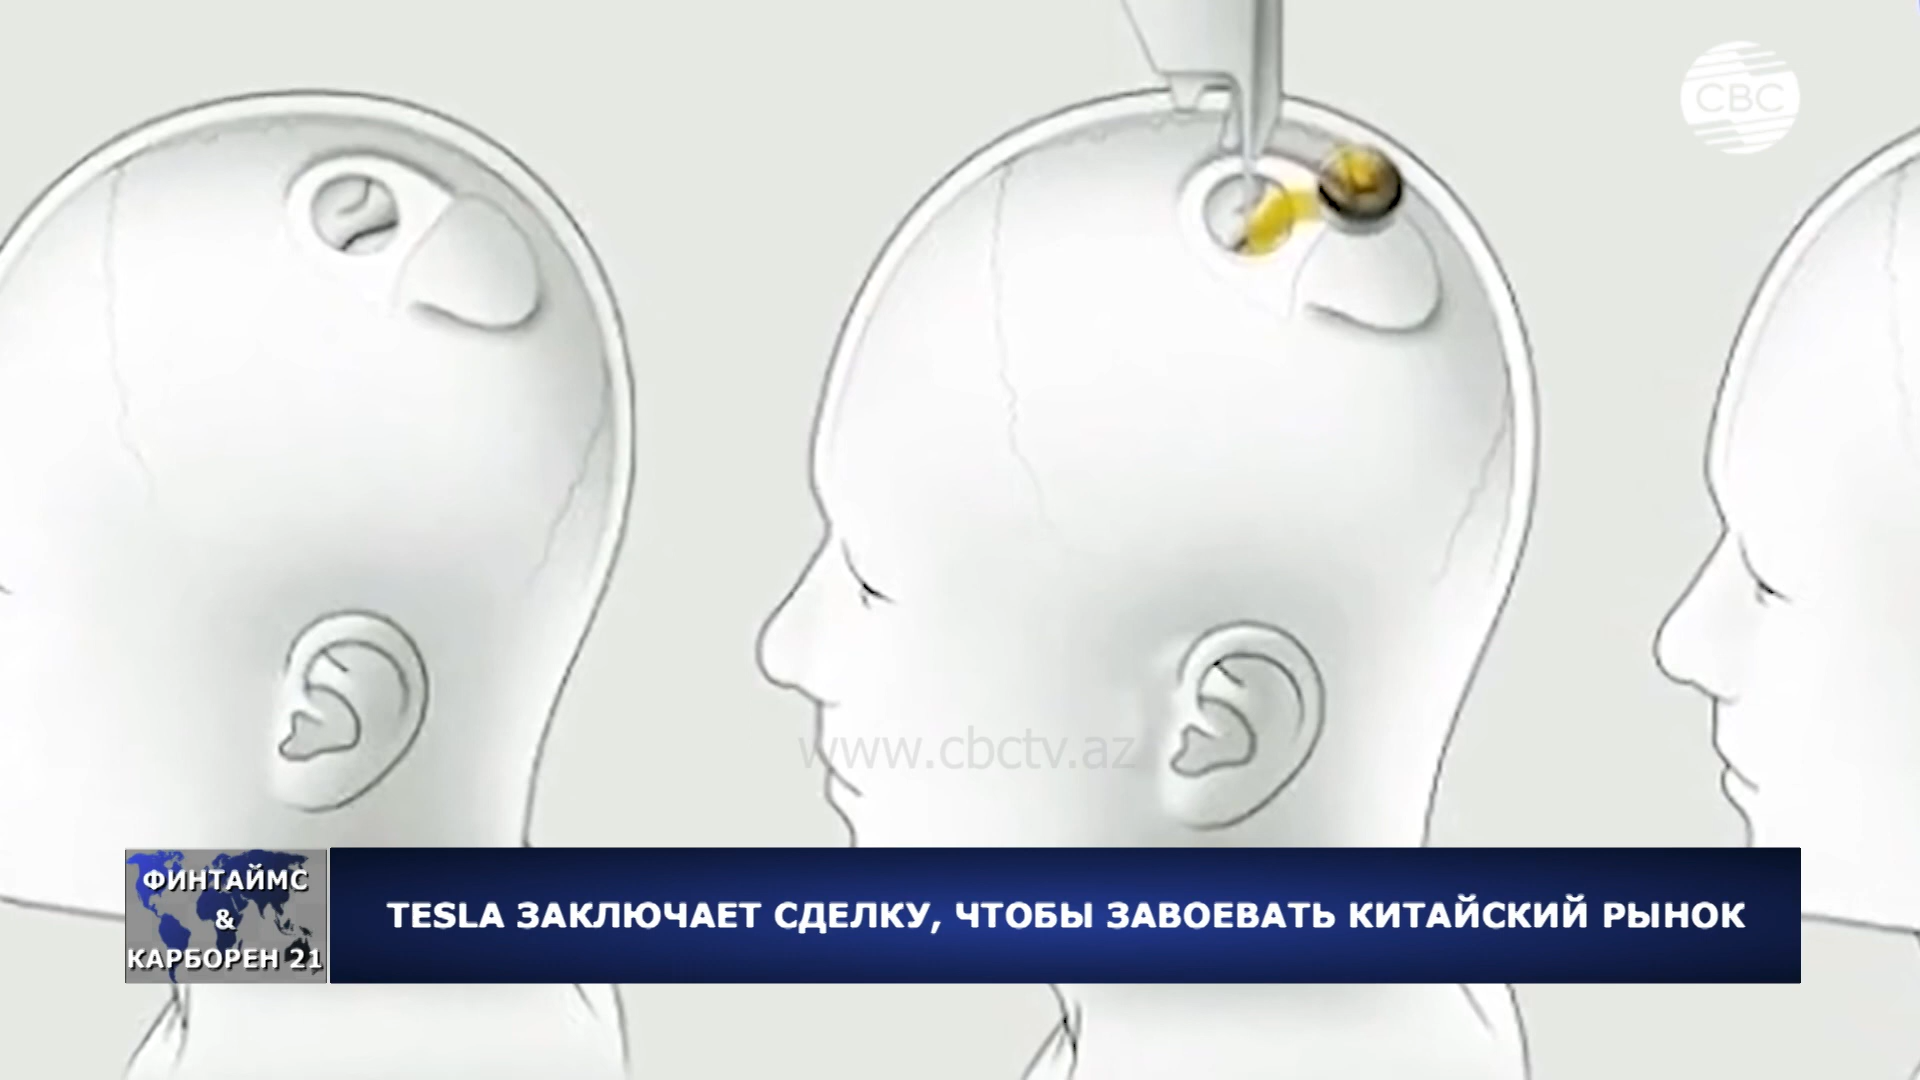 CBC
www.cbctv.az
ФИНТАЙМС
&
КАРБОРЕН 21
TESLA ЗАКЛЮЧАЕТ СДЕЛКУ, ЧТОБЫ ЗАВОЕВАТЬ КИТАЙСКИЙ РЫНОК